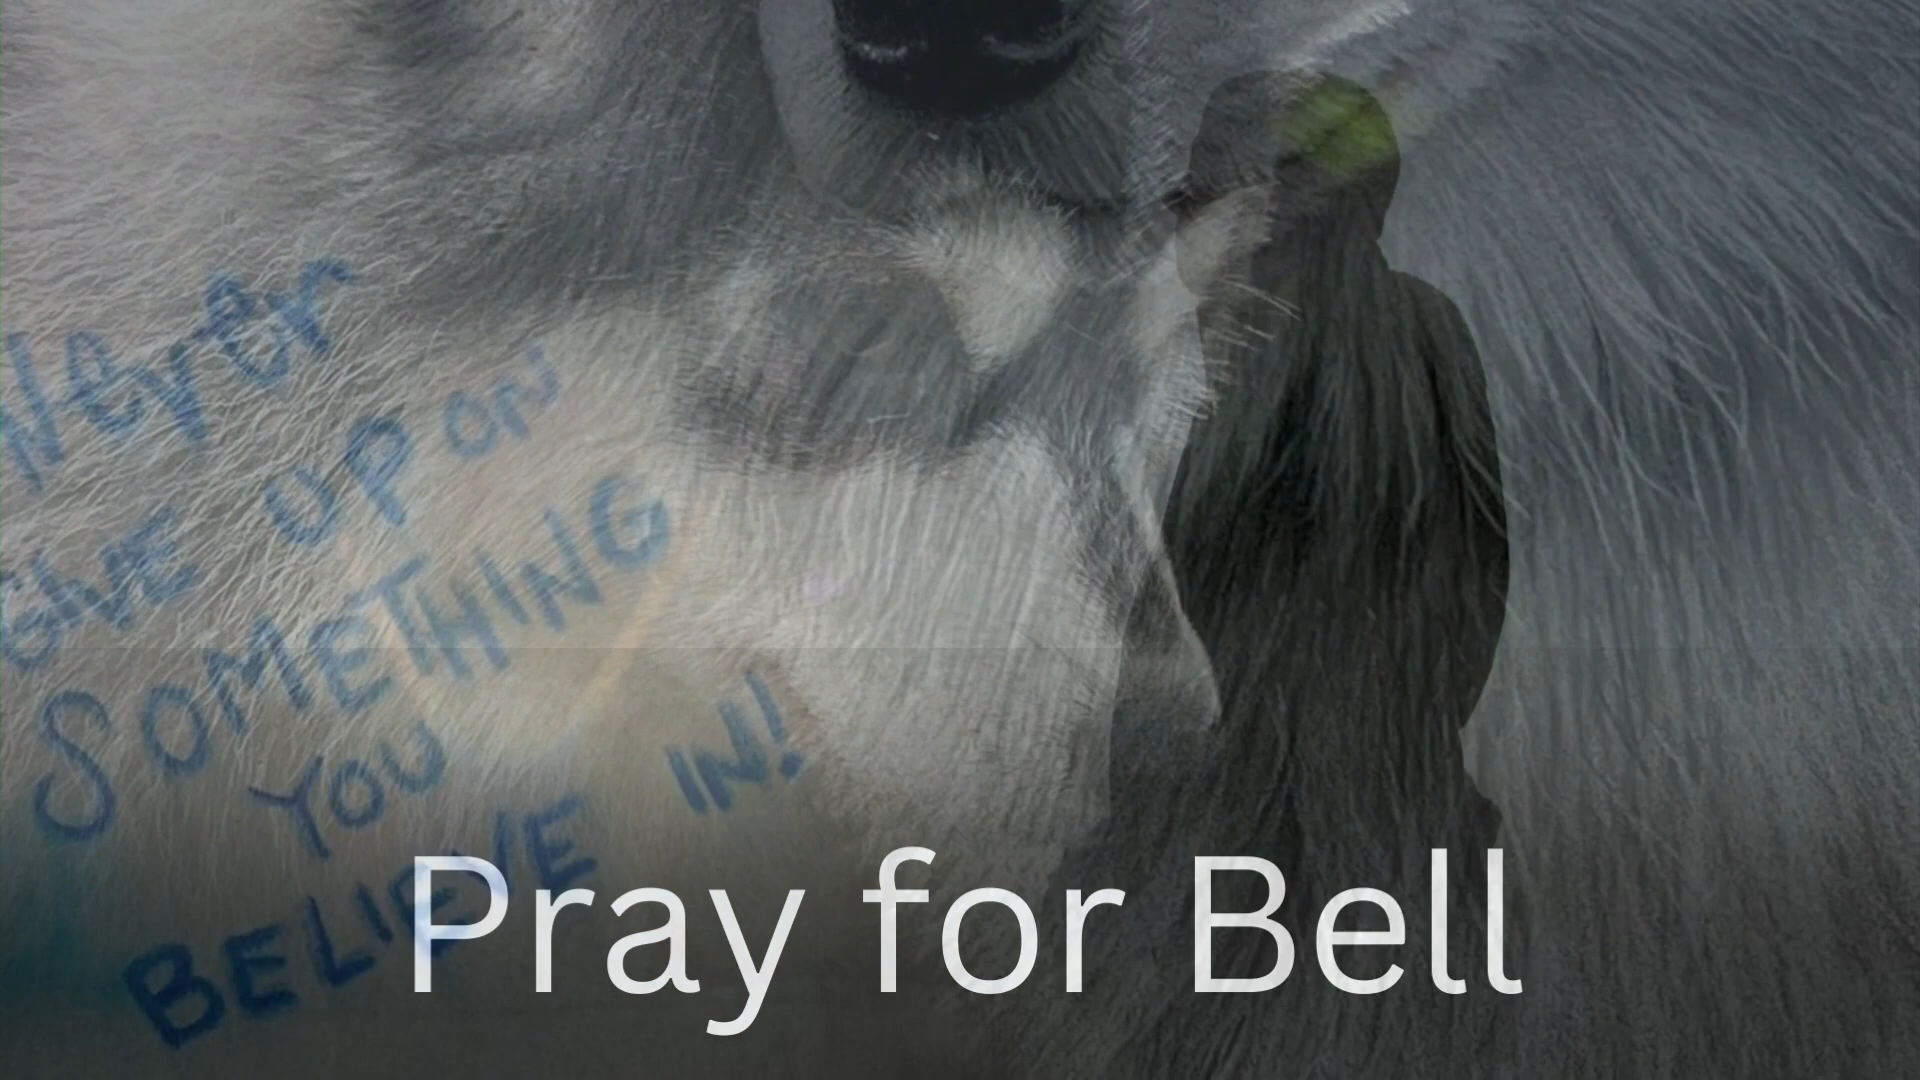 Never
GIVE UP ON
SOMETHING
YOU
BELIEVE IN!
Pray for Bell